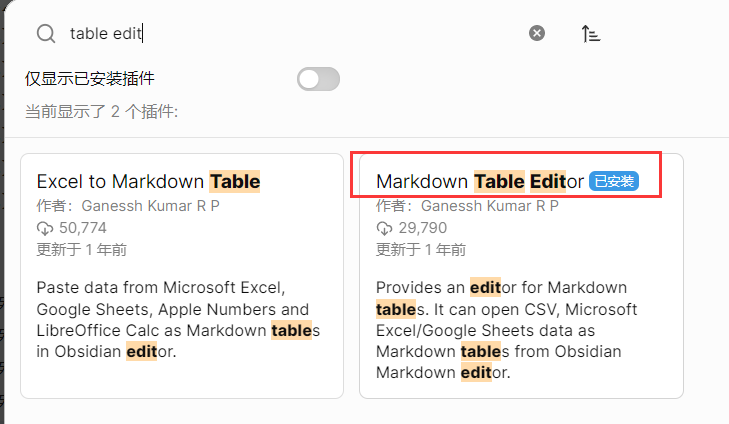 table edit
仅显示已安装插件
当前显示了 2 个插件:
Excel to Markdown Table
作者：Ganessh Kumar R P
50,774
更新于 1 年前
Paste data from Microsoft Excel,
Google Sheets, Apple Numbers and
LibreOffice Calc as Markdown tables
in Obsidian editor.
Markdown Table Editor 已安装
作者：Ganessh Kumar R P
29,790
更新于 1 年前
Provides an editor for Markdown
tables. It can open CSV, Microsoft
Excel/Google Sheets data as
Markdown tables from Obsidian
Markdown editor.